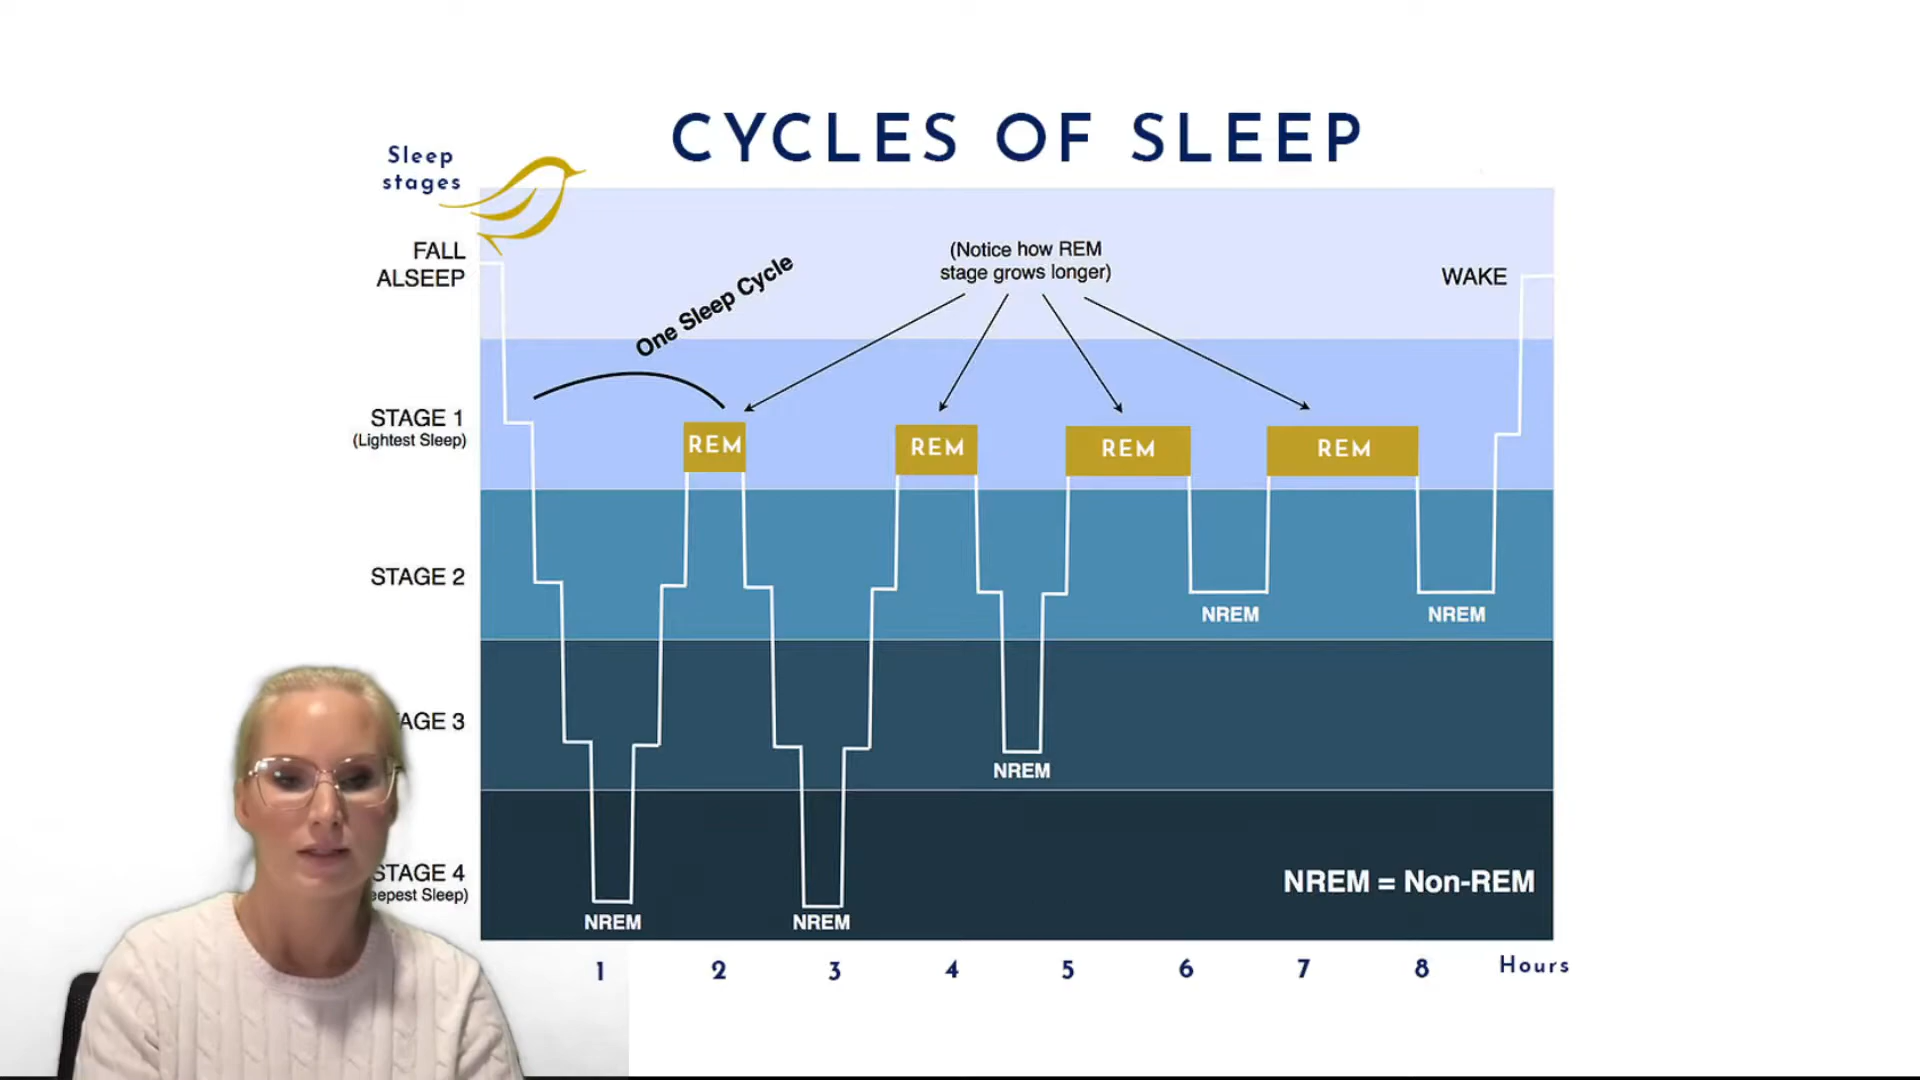 CYCLES OF SLEEP
Sleep
stages
FALL
ALSEEP
(Notice how REM
stage grows longer)
WAKE
One Sleep Cycle
STAGE 1
(Lightest Sleep)
REM
REM
REM
REM
STAGE 2
NREM
NREM
AGE 3
NREM
STAGE 4
eepest Sleep)
NREM = Non-REM
NREM
NREM
1 2 3 4 5 6 7 8 Hours